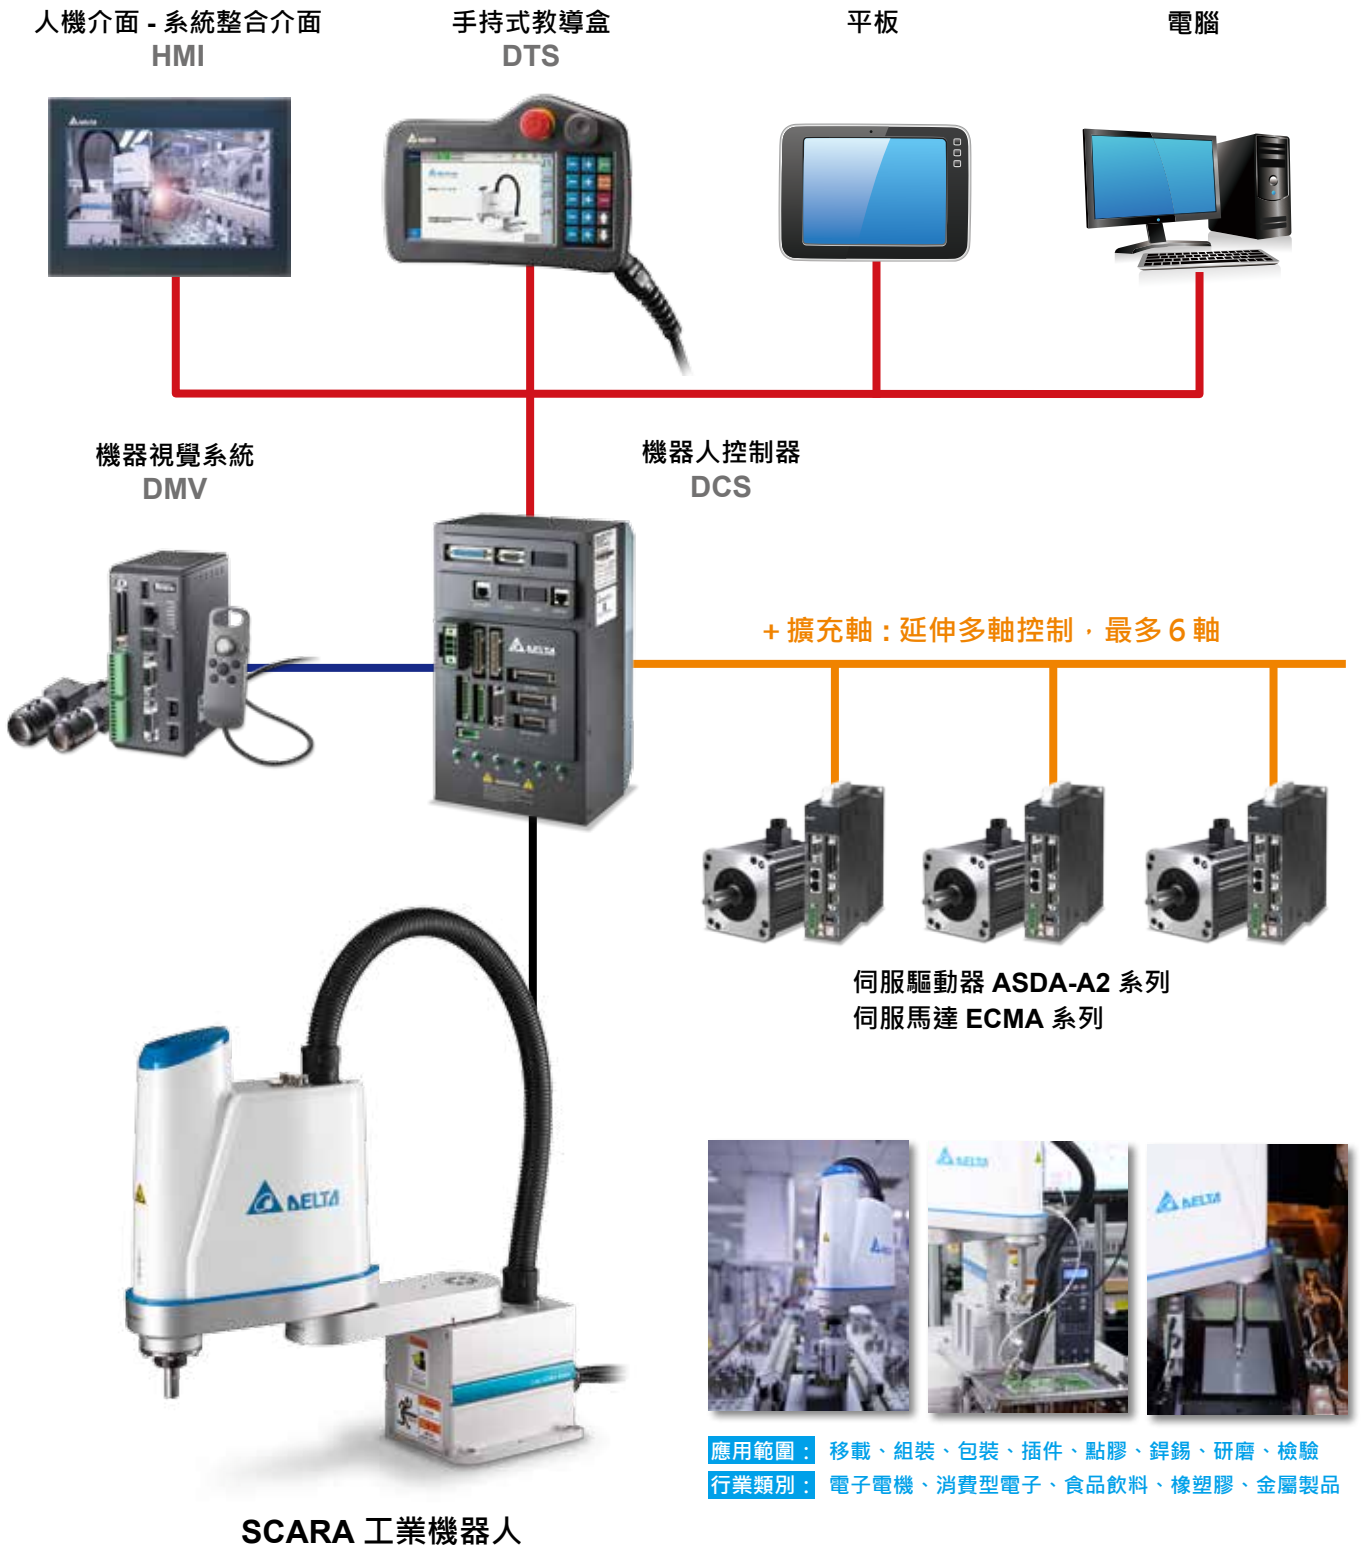 人機介面 - 系統整合介面
HMI
手持式教導盒
DTS
平板
電腦
機器視覺系統
DMV
機器人控制器
DCS
+ 擴充軸 : 延伸多軸控制，最多 6 軸
伺服驅動器 ASDA-A2 系列
伺服馬達 ECMA 系列
DELTA
DELTA
DELTA
DELTA
應用範圍： 移載、組裝、包裝、插件、點膠、銲錫、研磨、檢驗
行業類別： 電子電機、消費型電子、食品飲料、橡塑膠、金屬製品
SCARA 工業機器人